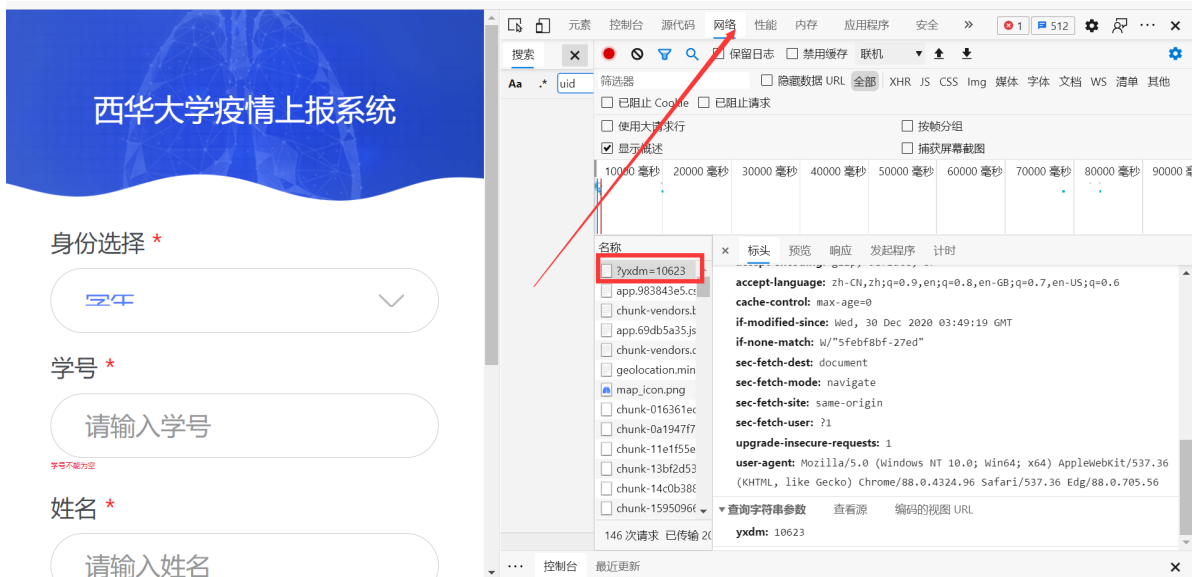 西华大学疫情上报系统
身份选择 *
学生
学号 *
请输入学号
学号不能为空
姓名 *
请输入姓名
元素 控制台 源代码 网络 性能 内存 应用程序 安全 » 1 512 ··· ×
搜索 ×
保留日志 禁用缓存 联机
Aa .* uid
筛选器 隐藏数据 URL 全部 XHR JS CSS Img 媒体 字体 文档 WS 清单 其他
已阻止 Cookie 已阻止请求
使用大请求行 按帧分组
显示概述 捕获屏幕截图
10000 毫秒 20000 毫秒 30000 毫秒 40000 毫秒 50000 毫秒 60000 毫秒 70000 毫秒 80000 毫秒 90000
名称
?yxdm=10623
app.983843e5.cs
chunk-vendors.b
app.69db5a35.js
chunk-vendors.c
geolocation.min
map_icon.png
chunk-016361ec
chunk-0a1947f7
chunk-11e1f55e
chunk-13bf2d53
chunk-14c0b388
chunk-15950966
146 次请求 已传输 20
× 标头 预览 响应 发起程序 计时
accept-language: zh-CN,zh;q=0.9,en;q=0.8,en-GB;q=0.7,en-US;q=0.6
cache-control: max-age=0
if-modified-since: Wed, 30 Dec 2020 03:49:19 GMT
if-none-match: W/"5febf8bf-27ed"
sec-fetch-dest: document
sec-fetch-mode: navigate
sec-fetch-site: same-origin
sec-fetch-user: ?1
upgrade-insecure-requests: 1
user-agent: Mozilla/5.0 (Windows NT 10.0; Win64; x64) AppleWebKit/537.36
(KHTML, like Gecko) Chrome/88.0.4324.96 Safari/537.36 Edg/88.0.705.56
查询字符串参数 查看源 编码的视图 URL
yxdm: 10623
··· 控制台 最近更新 ×